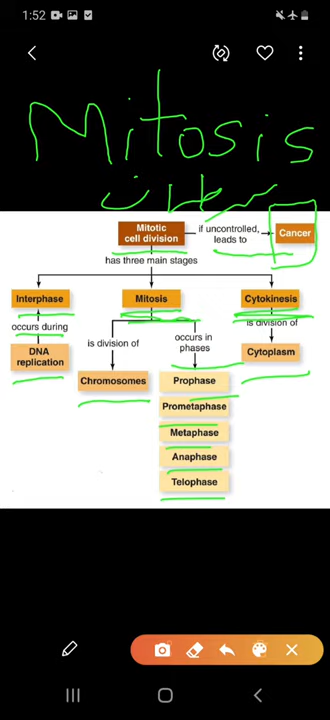 1:52
Mitosis
Mitotic
cell division
if uncontrolled,
leads to
Cancer
has three main stages
Interphase
Mitosis
Cytokinesis
occurs during
is division of
occurs in
phases
is division of
DNA
replication
Chromosomes
Cytoplasm
Prophase
Prometaphase
Metaphase
Anaphase
Telophase